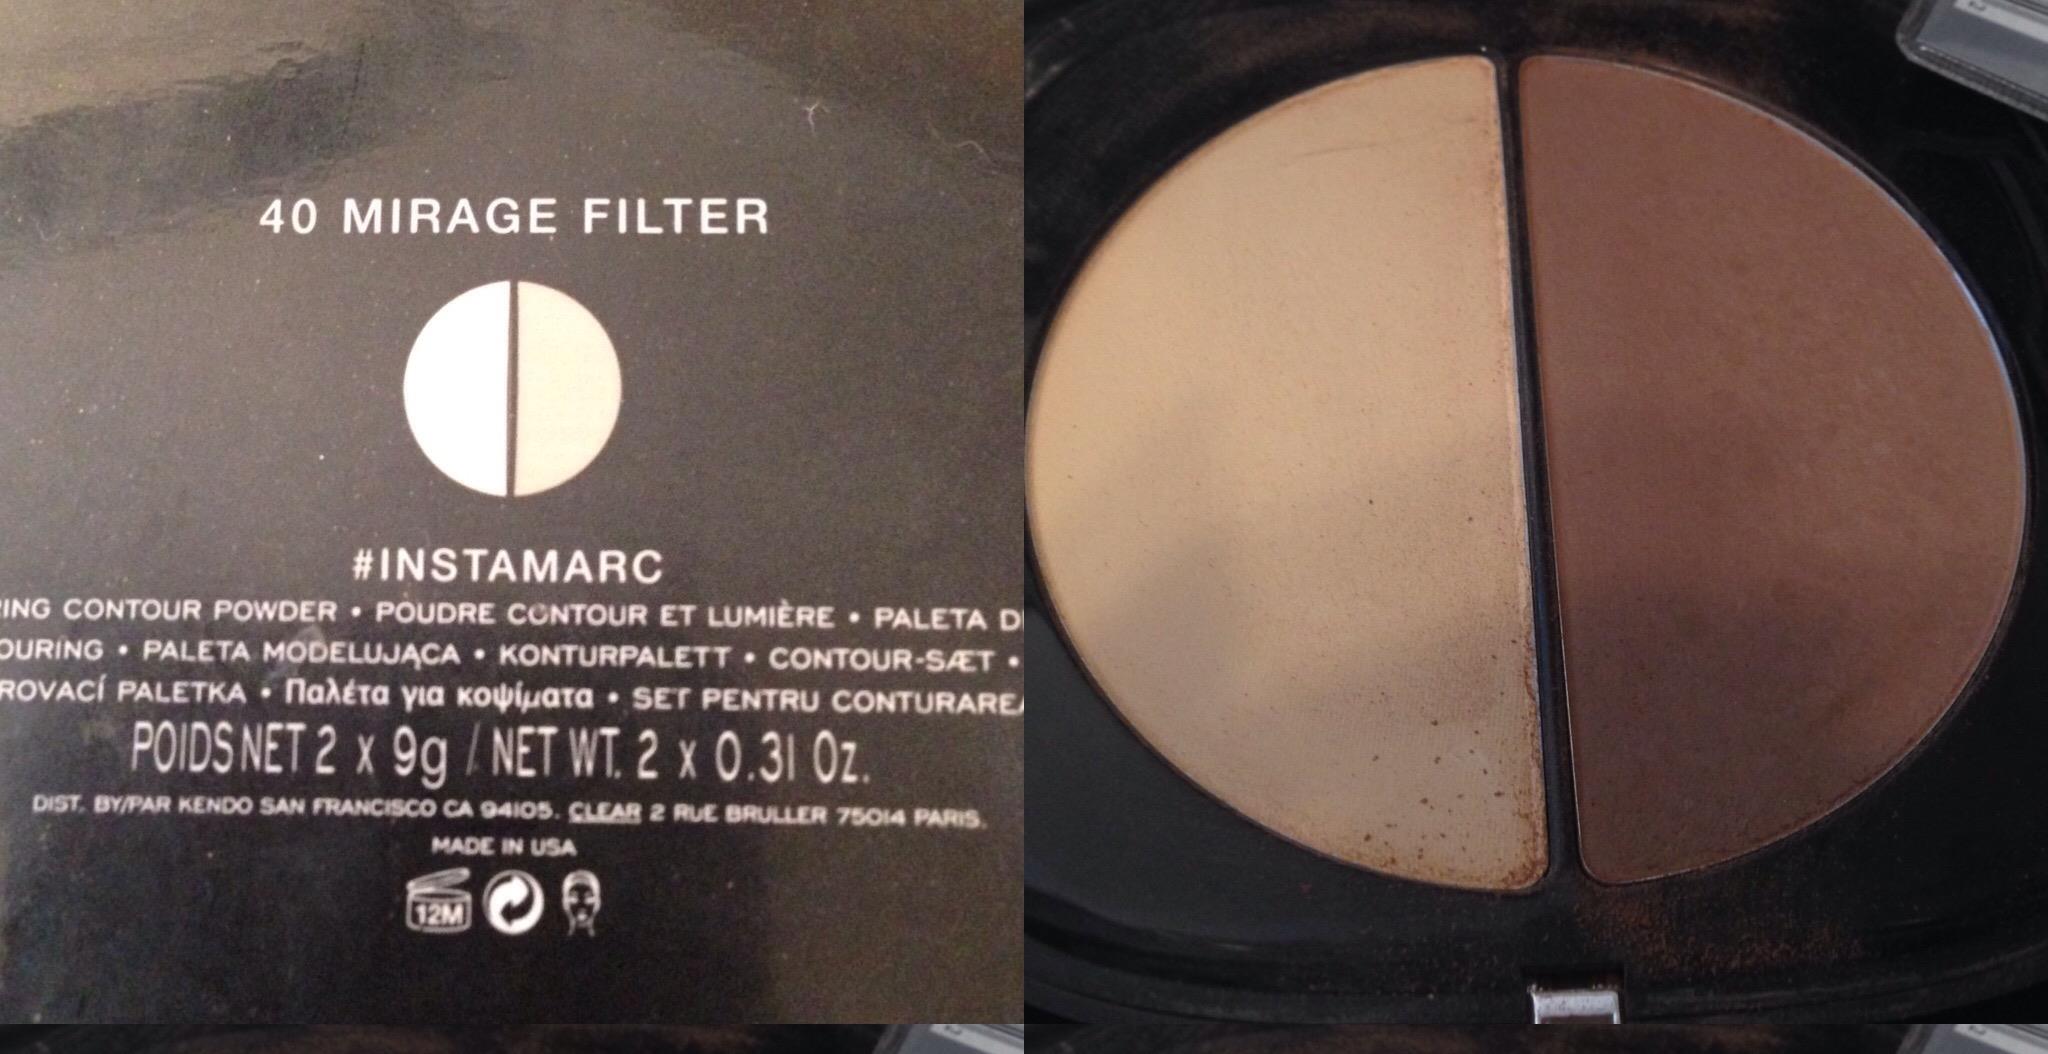 40 MIRAGE FILTER
#INSTAMARC
RING CONTOUR POWDER • POUDRE CONTOUR ET LUMIÈRE • PALETA D
OURING • PALETA MODELUJĄCA • KONTURPALETT • CONTOUR-SÆT •
ROVACÍ PALETKA • Παλέτα για κοψίματα • SET PENTRU CONTURAREA
POIDS NET 2 x 9g / NET WT. 2 x 0.31 Oz.
DIST. BY/PAR KENDO SAN FRANCISCO CA 94105. CLEAR 2 RUE BRULLER 75014 PARIS.
MADE IN USA
12M